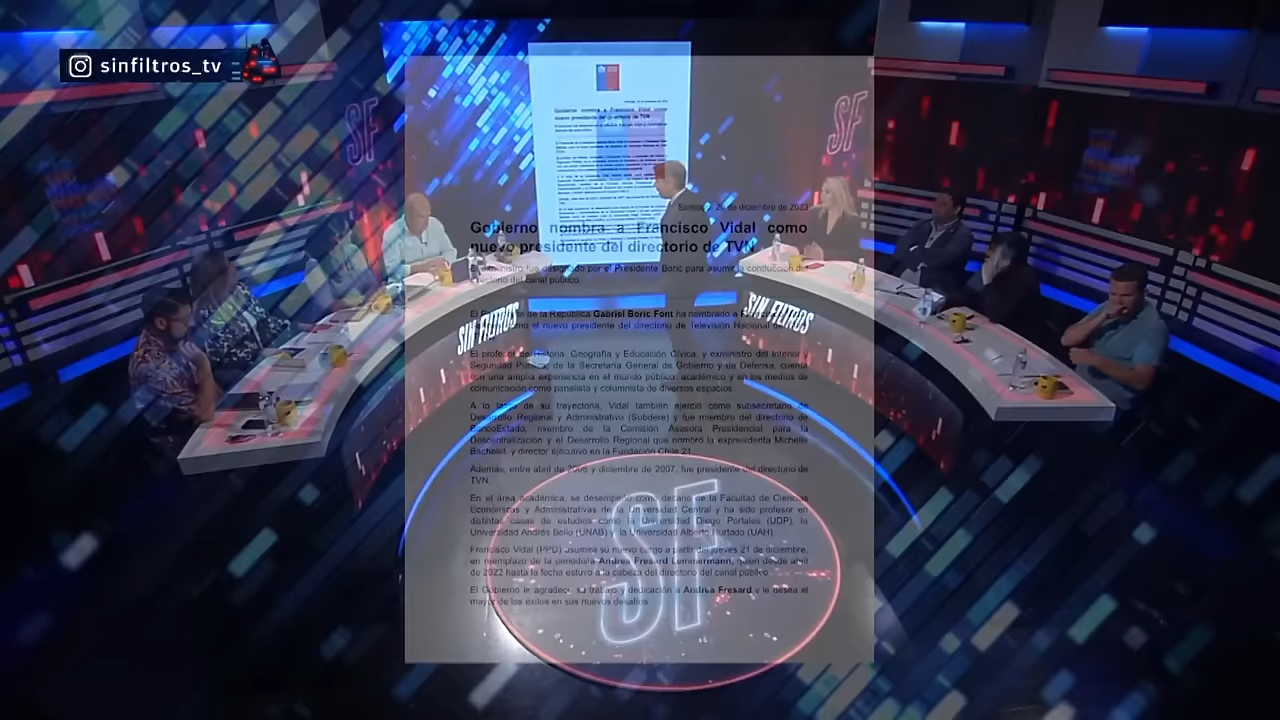 sinfiltros_tv
SF
SF
Santiago, 20 de diciembre de 2023
Gobierno nombra a Francisco Vidal como
nuevo presidente del directorio de TVN
El exministro fue designado por el Presidente Boric para asumir la conducción del
directorio del canal público.
El Presidente de la República Gabriel Boric Font ha nombrado a
como el nuevo presidente del directorio de Televisión Nacional de
El profesor de Historia, Geografía y Educación Cívica, y exministro del Interior y
Seguridad Pública, de la Secretaría General de Gobierno y de Defensa, cuenta
con una amplia experiencia en el mundo público, académico y en los medios de
comunicación como panelista y columnista de diversos espacios.
A lo largo de su trayectoria, Vidal también ejerció como subsecretario de
Desarrollo Regional y Administrativo (Subdere) y fue miembro del directorio de
BancoEstado, miembro de la Comisión Asesora Presidencial para la
Descentralización y el Desarrollo Regional que nombró la expresidenta Michelle
Bachelet, y director ejecutivo en la Fundación Chile 21.
Además, entre abril de 2006 y diciembre de 2007, fue presidente del directorio de
TVN.
En el área académica, se desempeñó como decano de la Facultad de Ciencias
Económicas y Administrativas de la Universidad Central y ha sido profesor en
distintas casas de estudios como la Universidad Diego Portales (UDP), la
Universidad Andrés Bello (UNAB) y la Universidad Alberto Hurtado (UAH).
Francisco Vidal (PPD) asumirá su nuevo cargo a partir del jueves 21 de diciembre,
en reemplazo de la periodista Andrea Fresard Lummermann, quien desde abril
de 2022 hasta la fecha estuvo a la cabeza del directorio del canal público.
El Gobierno le agradece su trabajo y dedicación a Andrea Fresard y le desea el
mayor de los éxitos en sus nuevos desafíos.
SIN FILTROS
SIN FILTROS
SF